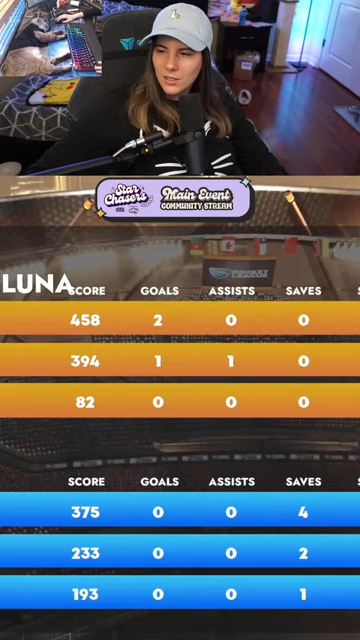 Star Chasers
Main Event
COMMUNITY STREAM
LUNA
SCORE GOALS ASSISTS SAVES S
458 2 0 0
394 1 1 0
82 0 0 0
SCORE GOALS ASSISTS SAVES S
375 0 0 4
233 0 0 2
193 0 0 1